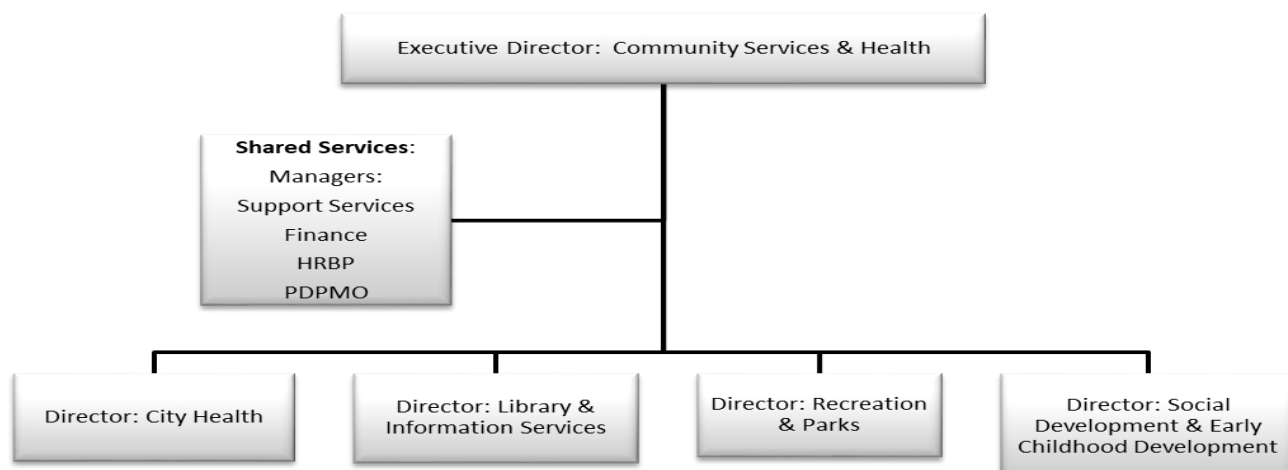 Executive Director: Community Services & Health
Shared Services:
Managers:
Support Services
Finance
HRBP
PDPMO
Director: City Health
Director: Library &
Information Services
Director: Recreation
& Parks
Director: Social
Development & Early
Childhood Development